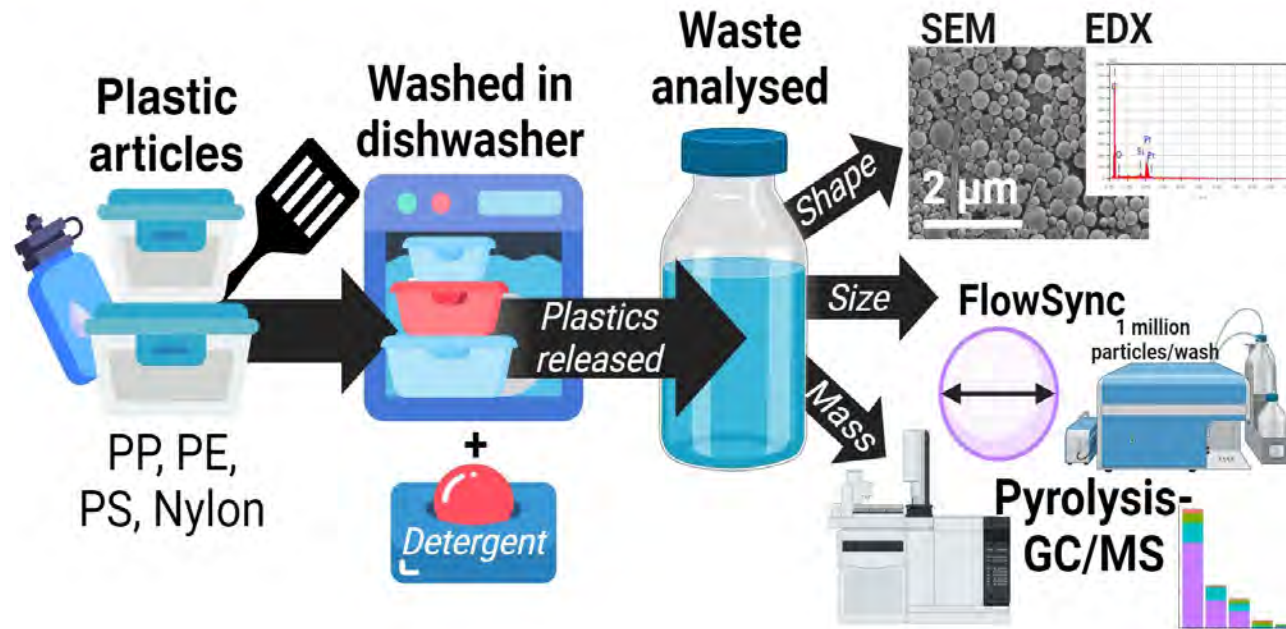 Plastic
articles
PP, PE,
PS, Nylon
Washed in
dishwasher
+
Detergent
Plastics
released
Waste
analysed
Shape
Size
Mass
SEM
EDX
2 μm
FlowSync
1 million
particles/wash
Pyrolysis-
GC/MS